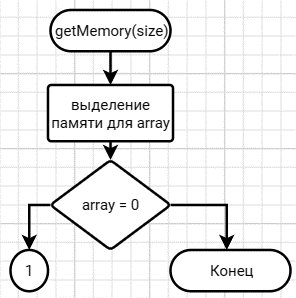 getMemory(size)
выделение
памяти для array
array = 0
1
Конец